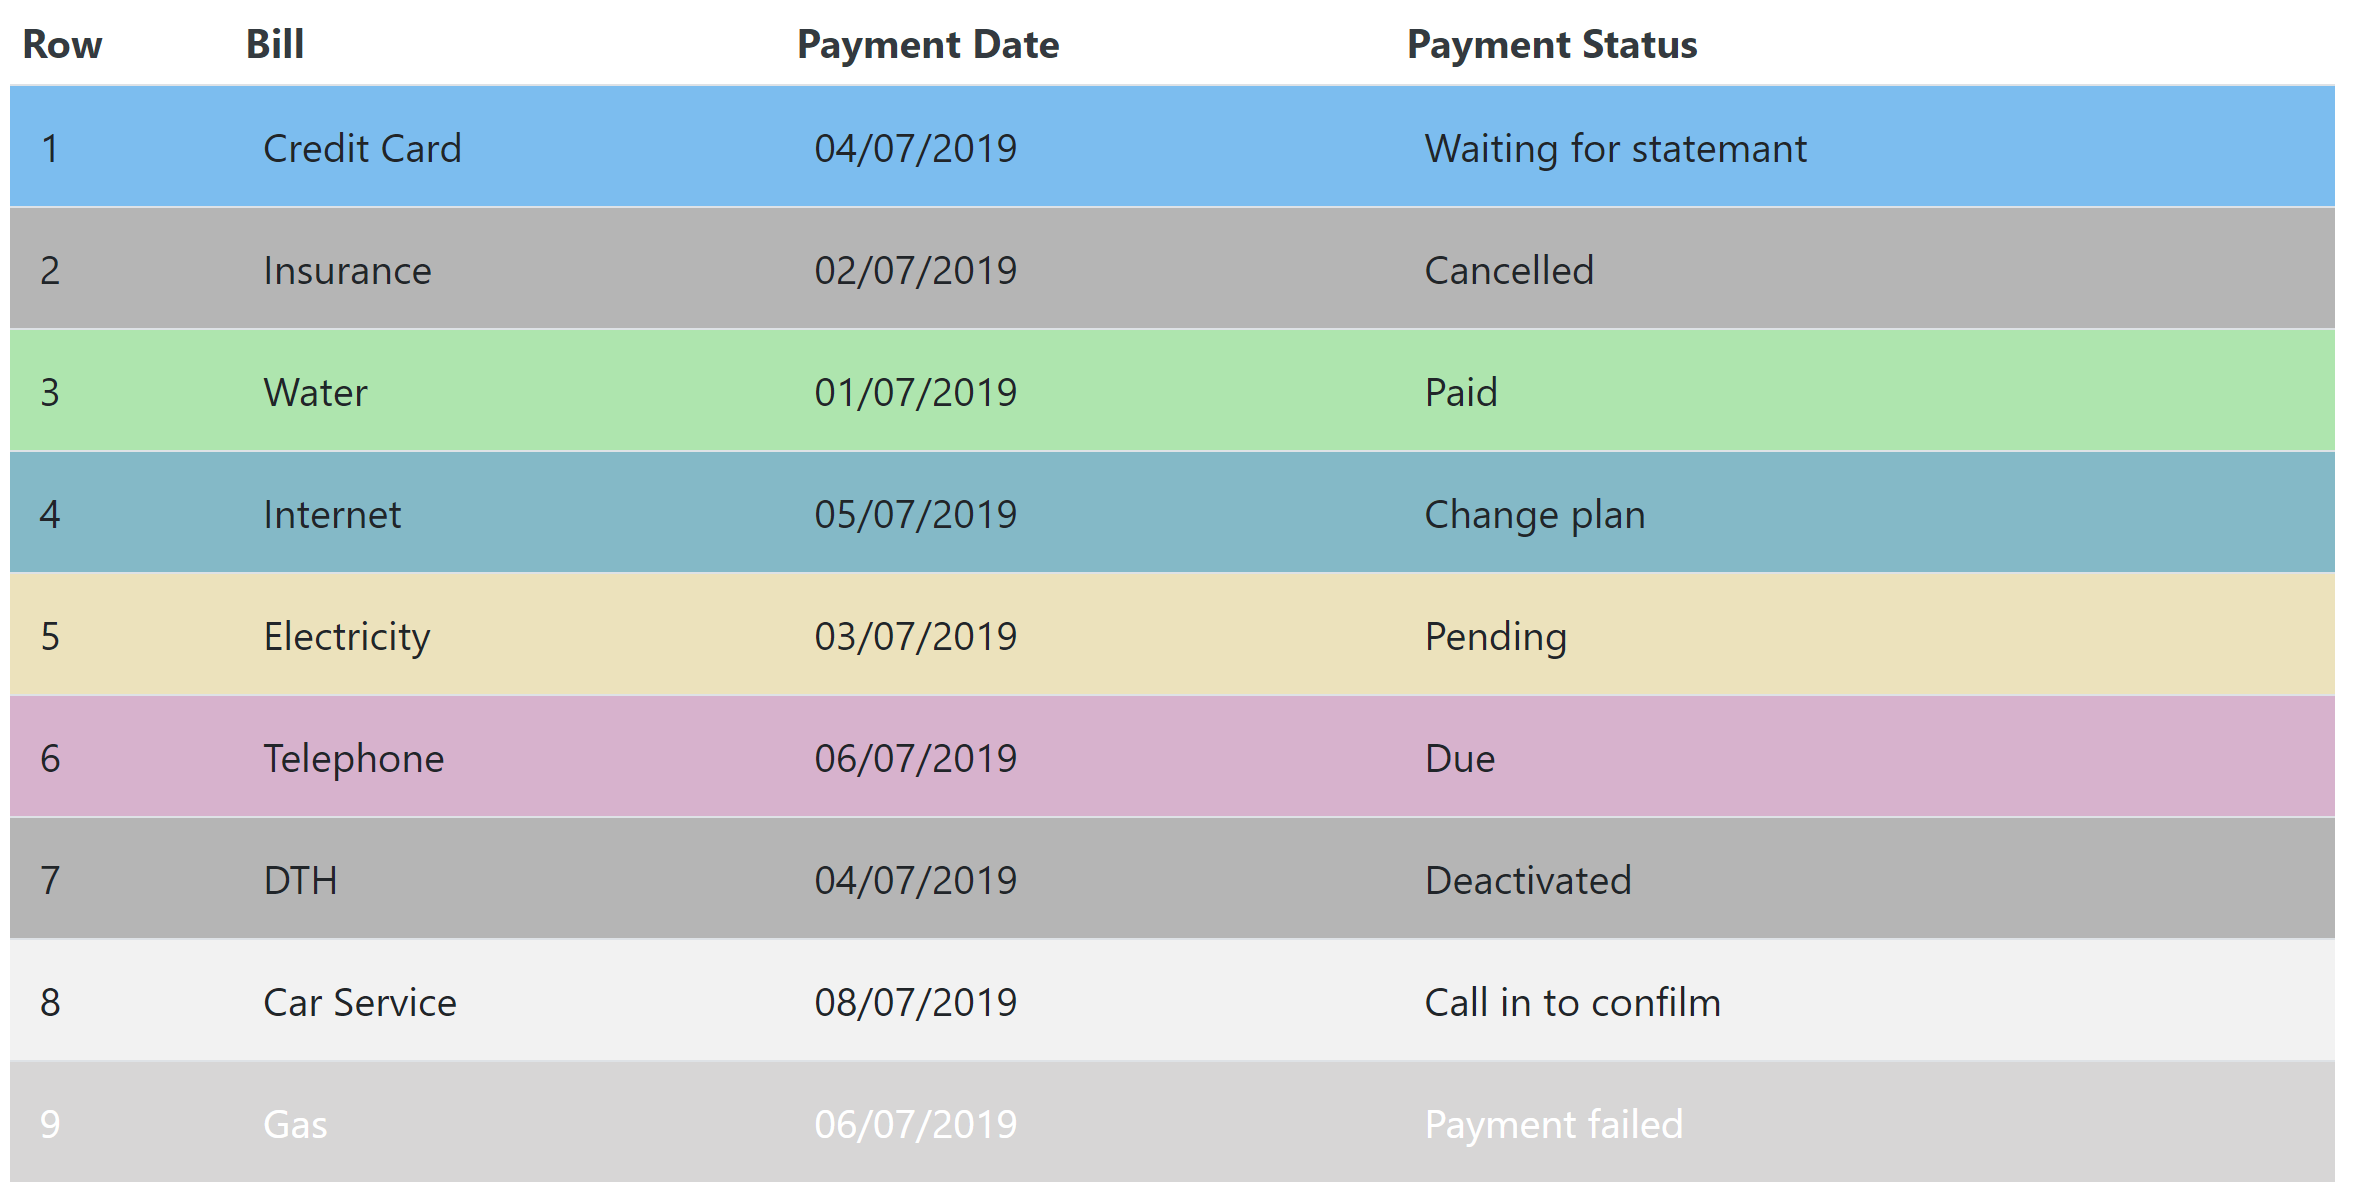 Row Bill Payment Date Payment Status
1 Credit Card 04/07/2019 Waiting for statemant
2 Insurance 02/07/2019 Cancelled
3 Water 01/07/2019 Paid
4 Internet 05/07/2019 Change plan
5 Electricity 03/07/2019 Pending
6 Telephone 06/07/2019 Due
7 DTH 04/07/2019 Deactivated
8 Car Service 08/07/2019 Call in to confilm
9 Gas 06/07/2019 Payment failed